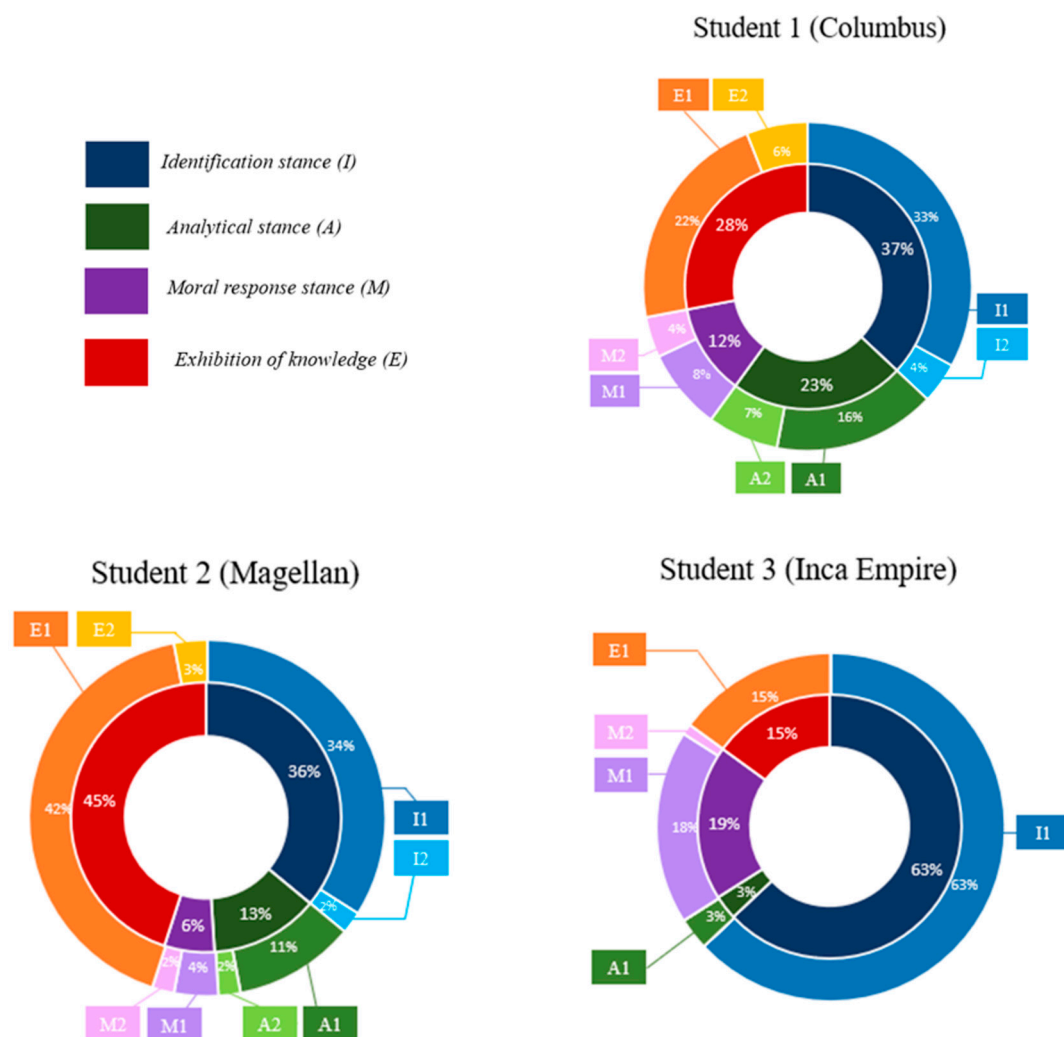 Student 1 (Columbus)
E1 E2
Identification stance (I)
Analytical stance (A)
Moral response stance (M)
Exhibition of knowledge (E)
6%
33%
22%
28%
37%
I1
I2
4%
4%
12%
M2
M1
8%
23%
7%
16%
A2 A1
Student 2 (Magellan)
E1 E2
3%
34%
36%
42%
45%
I1
I2
2%
13%
6%
11%
2%
4%
2%
M2 M1 A2 A1
Student 3 (Inca Empire)
E1
15%
15%
M2
M1
18%
19%
I1
63%
63%
3%
3%
A1